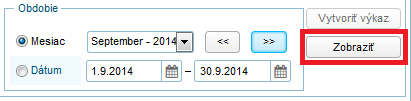 Obdobie
Vytvoriť výkaz
Mesiac September - 2014 << >>
Zobraziť
Dátum 1.9.2014 – 30.9.2014